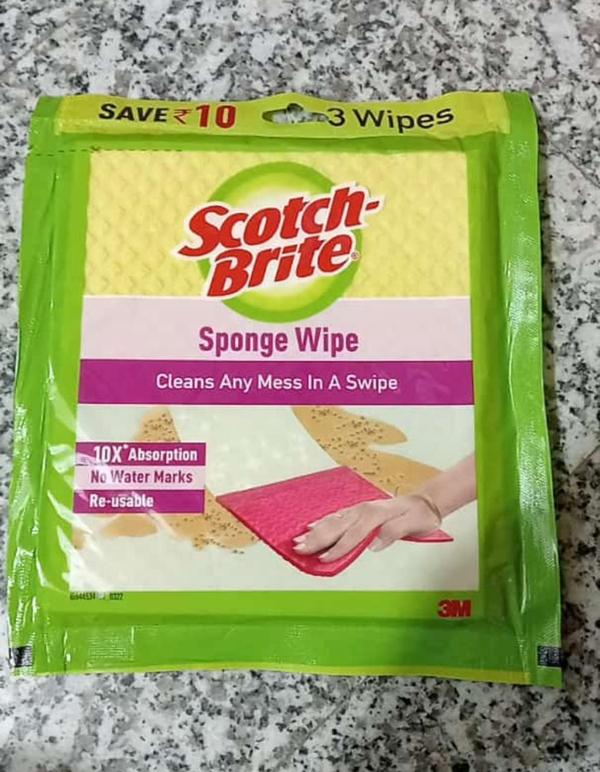 SAVE ₹ 10 3 Wipes
Scotch-
Brite®
Sponge Wipe
Cleans Any Mess In A Swipe
10X* Absorption
No Water Marks
Re-usable
3M